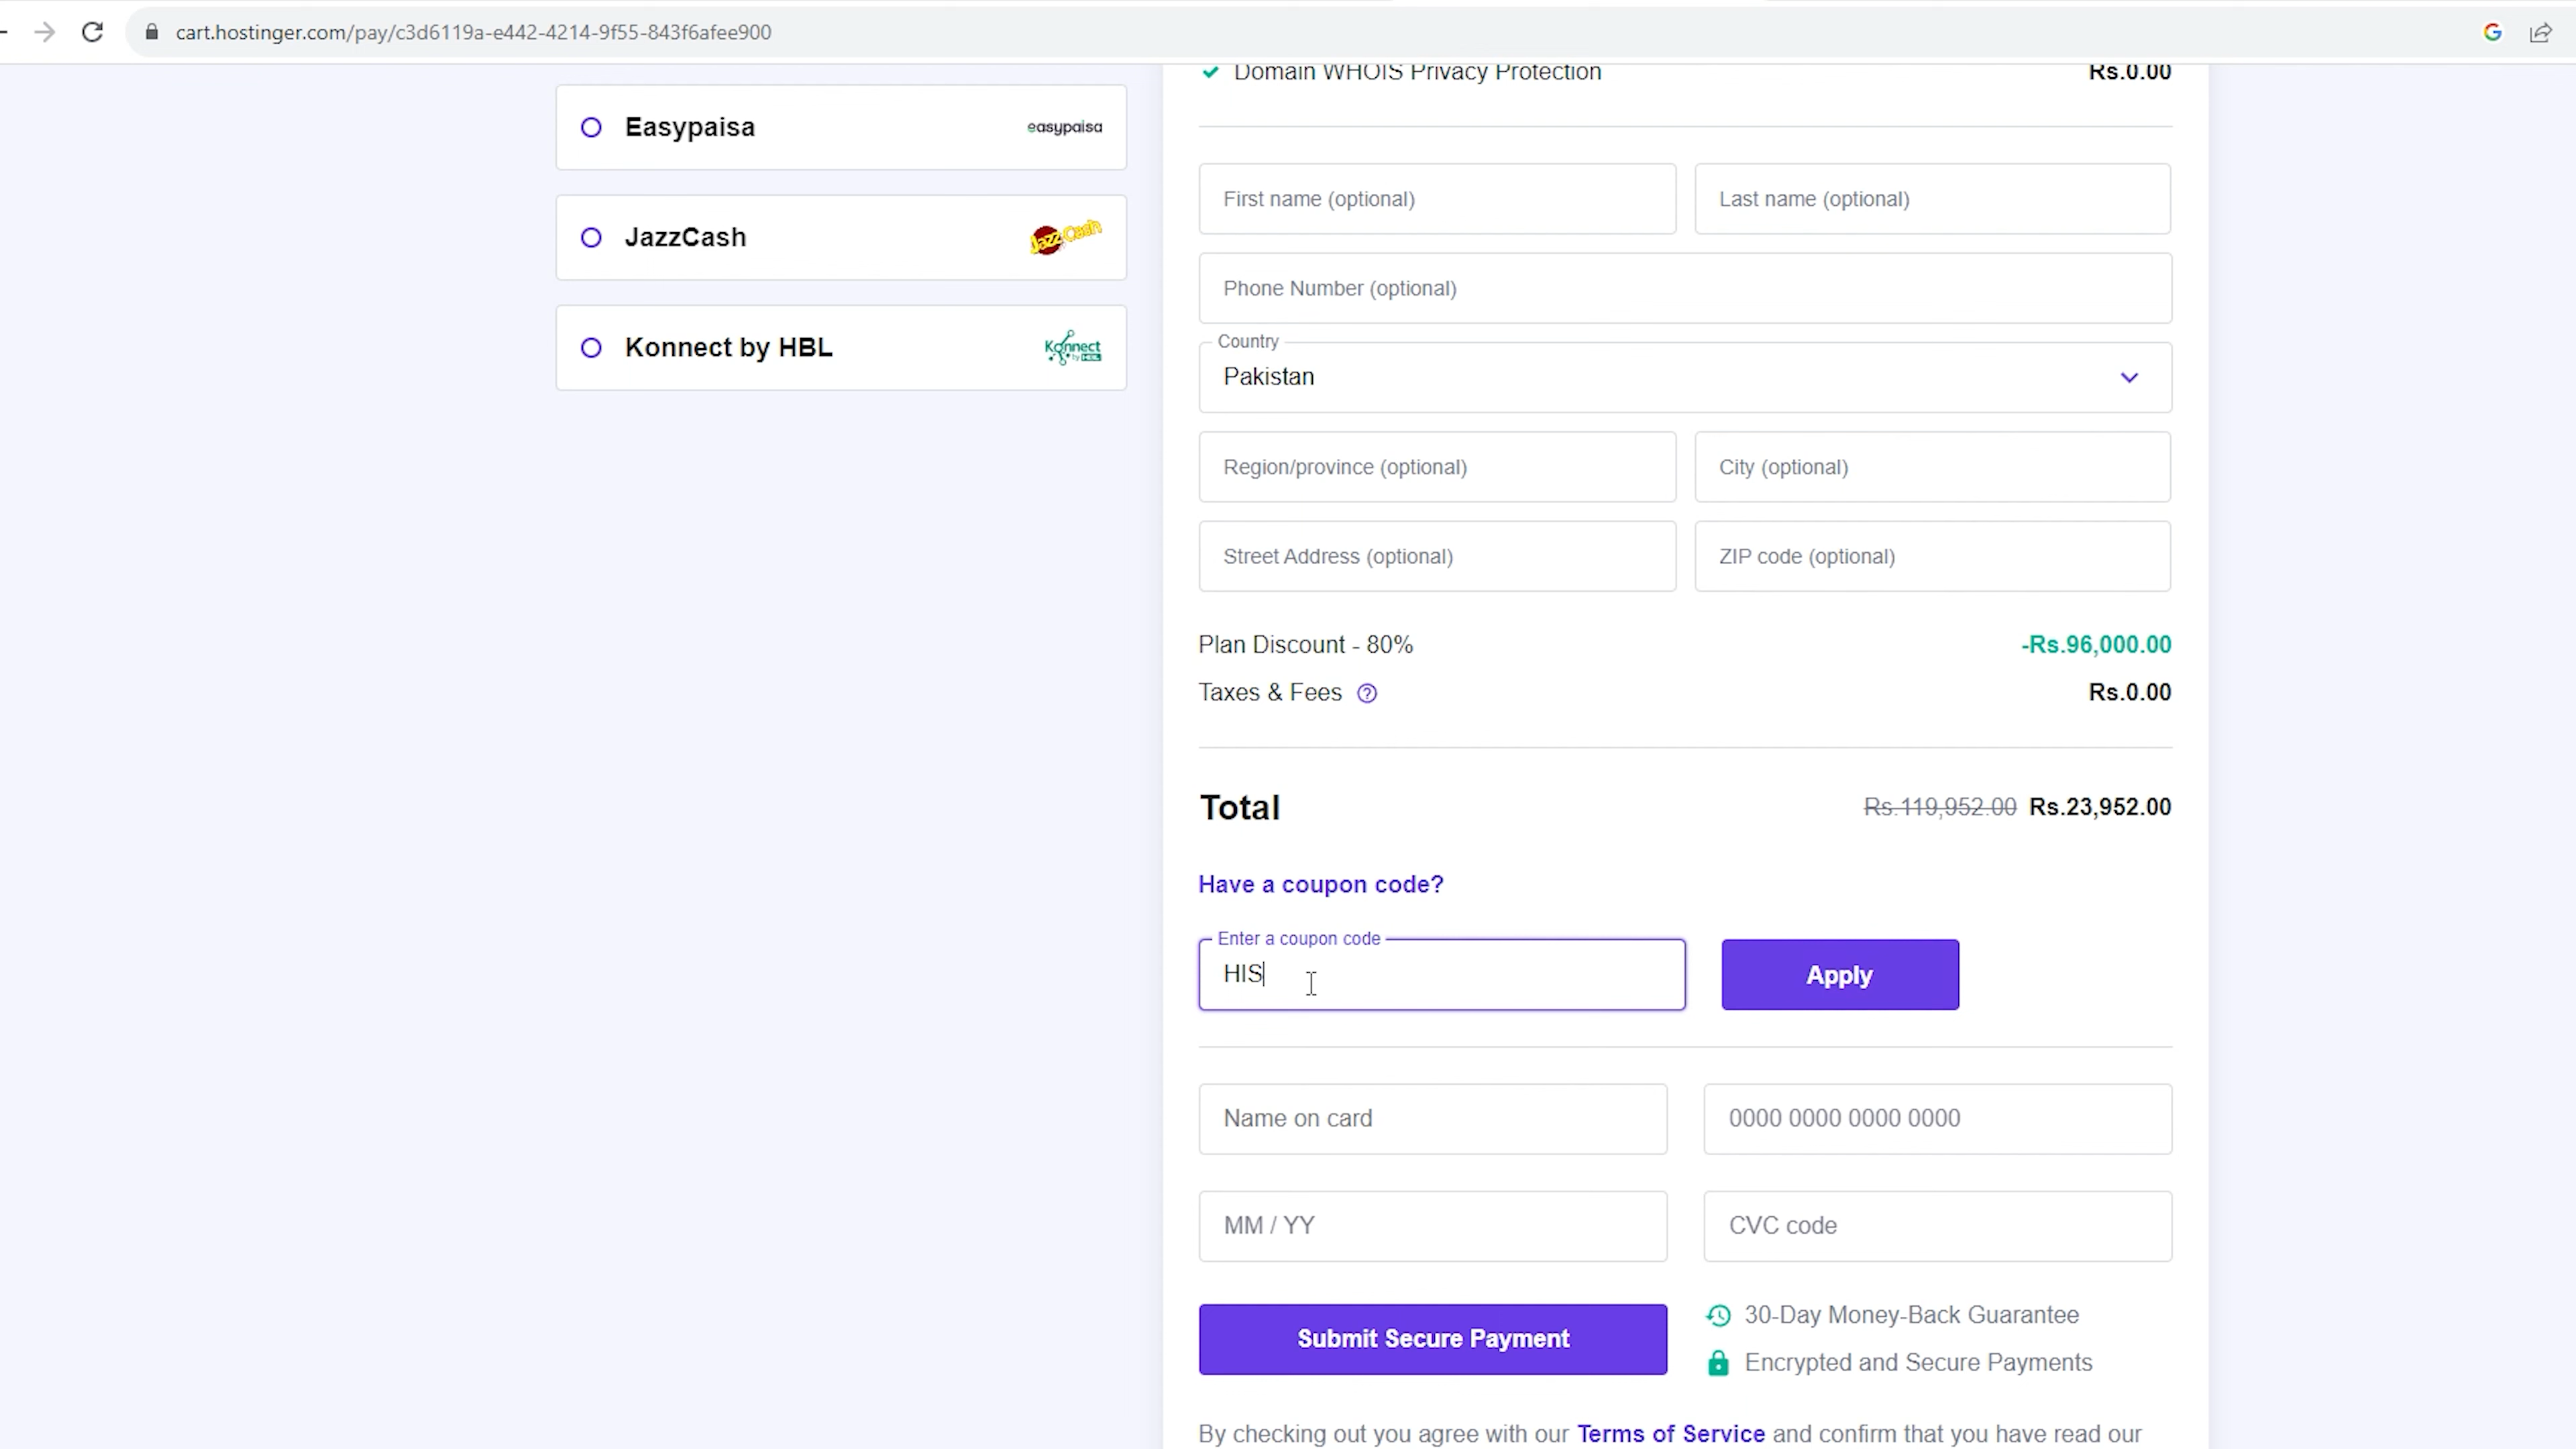 cart.hostinger.com/pay/c3d6119a-e442-4214-9f55-843f6afee900
Easypaisa easypaisa
JazzCash JazzCash
Konnect by HBL Konnect by HBL
Domain WHOIS Privacy Protection Rs.0.00
First name (optional) Last name (optional)
Phone Number (optional)
Country
Pakistan
Region/province (optional) City (optional)
Street Address (optional) ZIP code (optional)
Plan Discount - 80% -Rs.96,000.00
Taxes & Fees Rs.0.00
Total Rs.119,952.00 Rs.23,952.00
Have a coupon code?
Enter a coupon code
HIS Apply
Name on card 0000 0000 0000 0000
MM / YY CVC code
Submit Secure Payment
30-Day Money-Back Guarantee
Encrypted and Secure Payments
By checking out you agree with our Terms of Service and confirm that you have read our